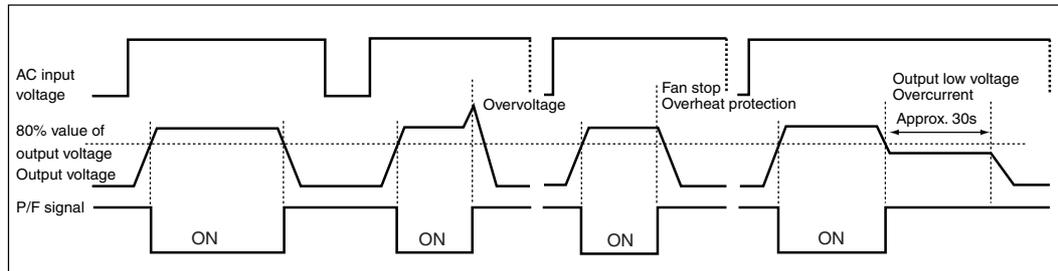 AC input
voltage
80% value of
output voltage
Output voltage
P/F signal
Overvoltage
Fan stop
Overheat protection
Output low voltage
Overcurrent
Approx. 30s
ON
ON
ON
ON